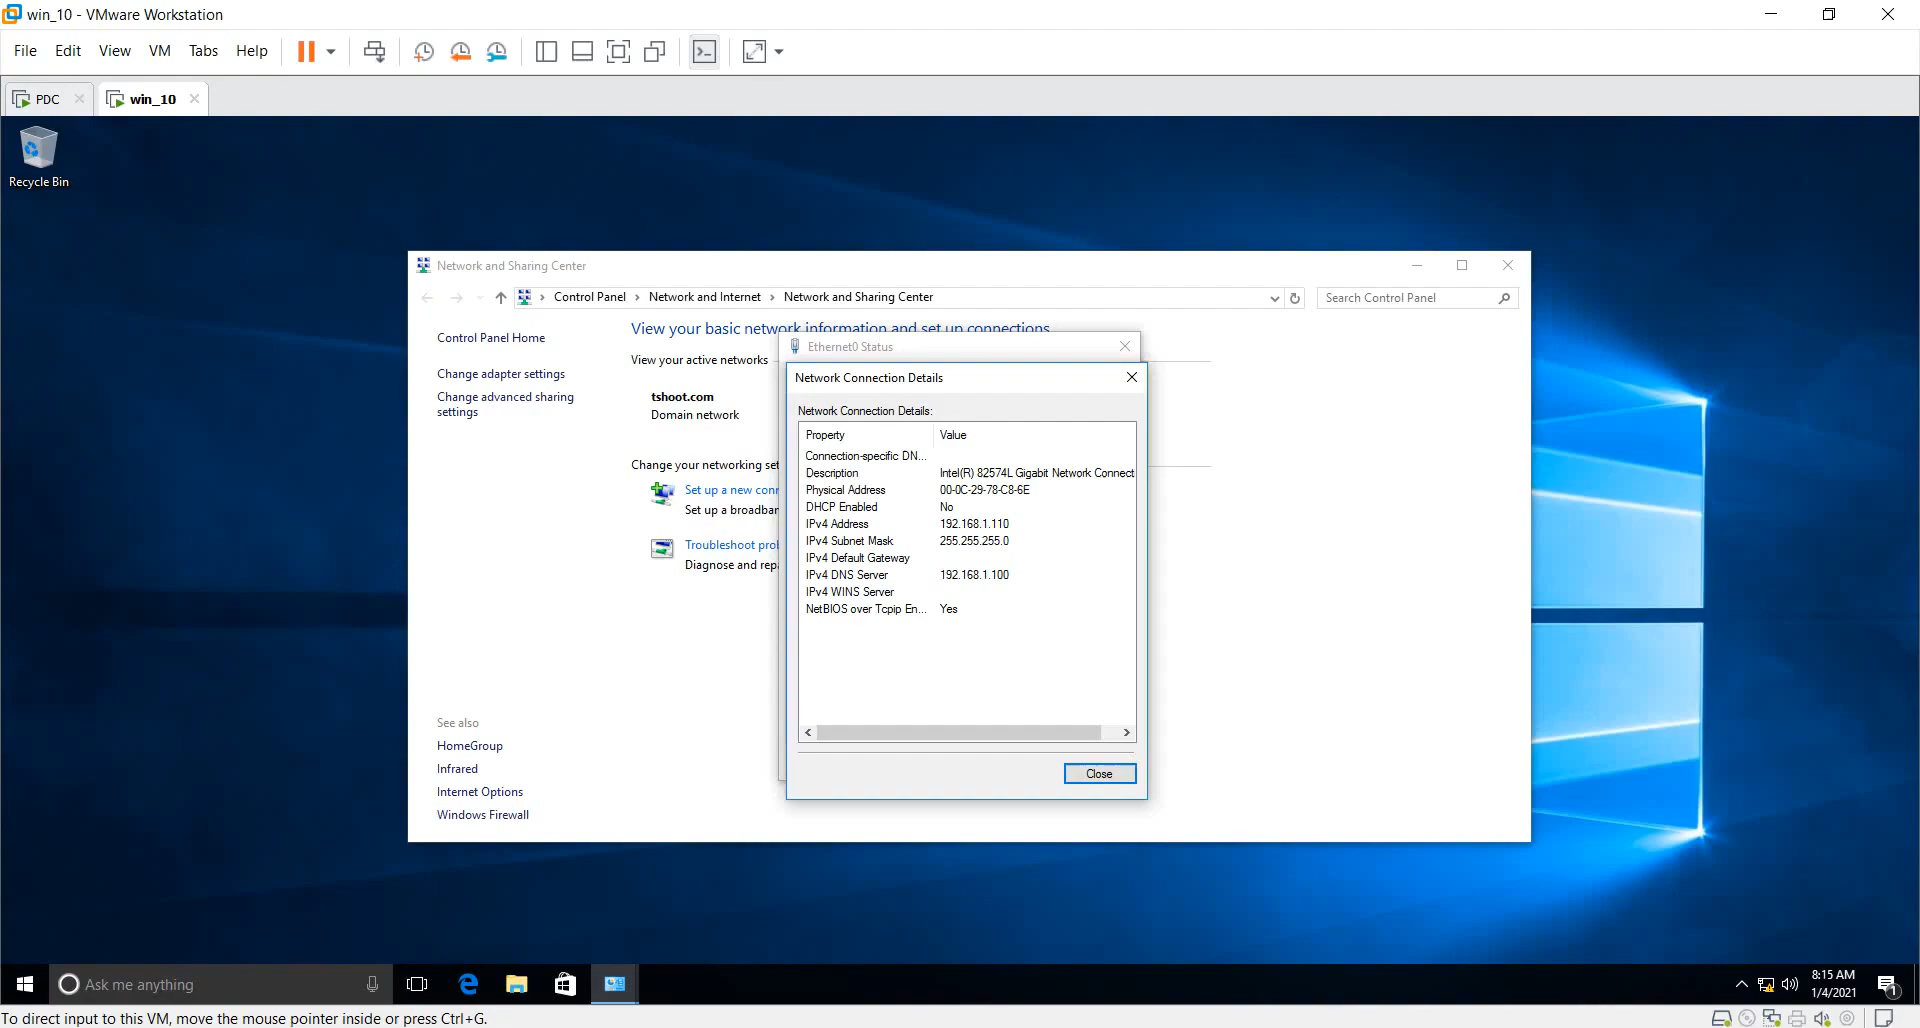 win_10 - VMware Workstation
File Edit View VM Tabs Help
PDC
win_10
Recycle Bin
Network and Sharing Center
Control Panel Network and Internet Network and Sharing Center
Search Control Panel
Control Panel Home
Change adapter settings
Change advanced sharing
settings
View your basic network information and set up connections
View your active networks
tshoot.com
Domain network
Change your networking set
Set up a new conn
Set up a broadban
Troubleshoot prob
Diagnose and repa
See also
HomeGroup
Infrared
Internet Options
Windows Firewall
Ethernet0 Status
Network Connection Details
Network Connection Details:
Property Value
Connection-specific DN...
Description Intel(R) 82574L Gigabit Network Connect
Physical Address 00-0C-29-78-C8-6E
DHCP Enabled No
IPv4 Address 192.168.1.110
IPv4 Subnet Mask 255.255.255.0
IPv4 Default Gateway
IPv4 DNS Server 192.168.1.100
IPv4 WINS Server
NetBIOS over Tcpip En... Yes
Close
Ask me anything
8:15 AM
1/4/2021
1
To direct input to this VM, move the mouse pointer inside or press Ctrl+G.